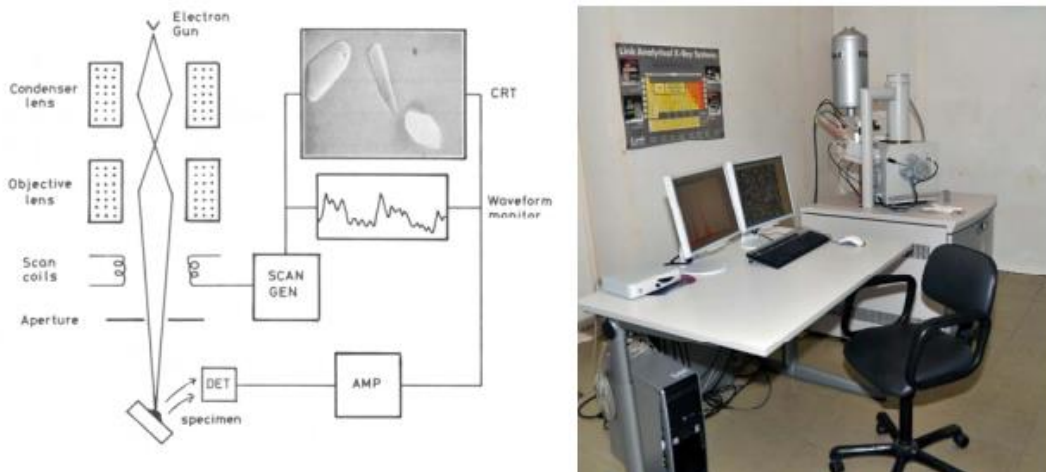 Electron
Gun
Condenser
lens
CRT
Objective
lens
Waveform
monitor
Scan
coils
SCAN
GEN
Aperture
DET
AMP
specimen
Link Analytical X-Ray Systems